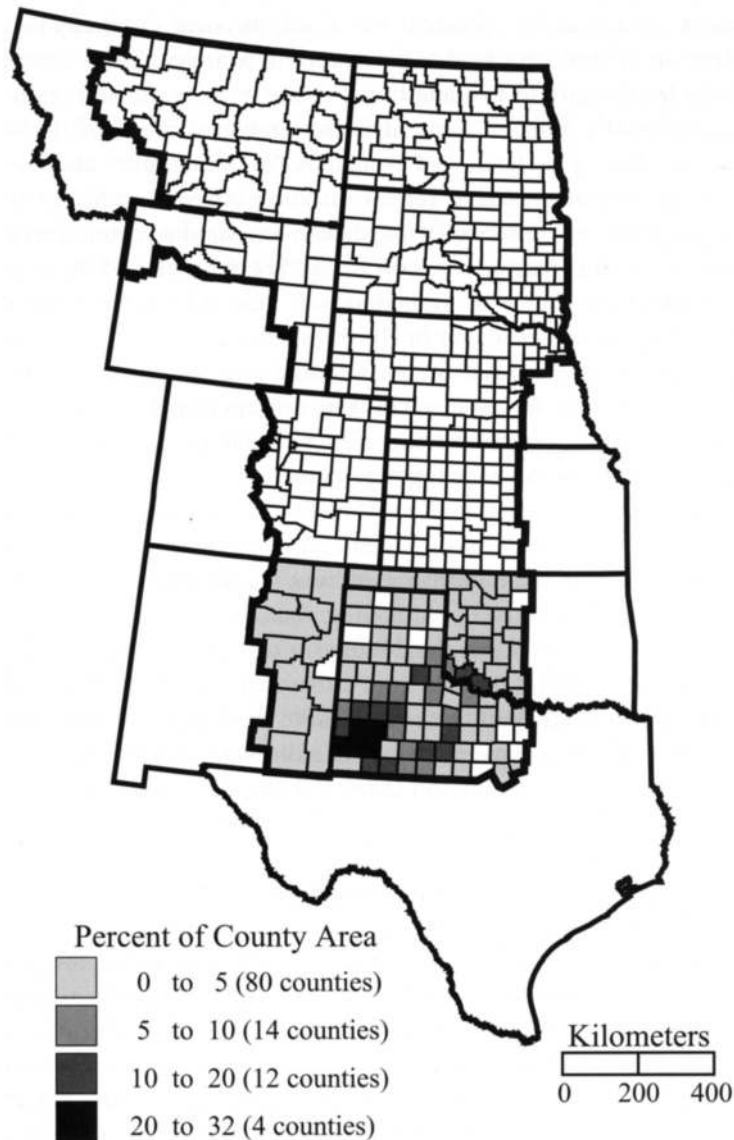 Percent of County Area
0 to 5 (80 counties)
5 to 10 (14 counties)
10 to 20 (12 counties)
20 to 32 (4 counties)
Kilometers
0 200 400